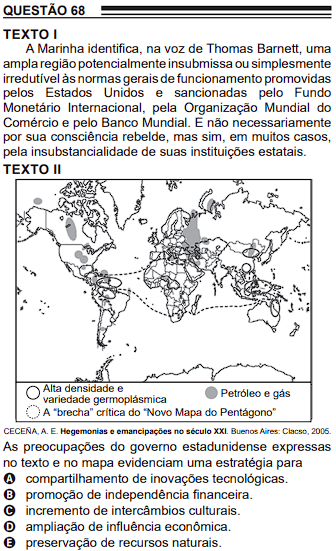 QUESTÃO 68
TEXTO I
A Marinha identifica, na voz de Thomas Barnett, uma
ampla região potencialmente insubmissa ou simplesmente
irredutível às normas gerais de funcionamento promovidas
pelos Estados Unidos e sancionadas pelo Fundo
Monetário Internacional, pela Organização Mundial do
Comércio e pelo Banco Mundial. E não necessariamente
por sua consciência rebelde, mas sim, em muitos casos,
pela insubstancialidade de suas instituições estatais.
TEXTO II
Alta densidade e
variedade germoplásmica
Petróleo e gás
A “brecha” crítica do “Novo Mapa do Pentágono”
CECEÑA, A. E. Hegemonias e emancipações no século XXI. Buenos Aires: Clacso, 2005.
As preocupações do governo estadunidense expressas
no texto e no mapa evidenciam uma estratégia para
A compartilhamento de inovações tecnológicas.
B promoção de independência financeira.
C incremento de intercâmbios culturais.
D ampliação de influência econômica.
E preservação de recursos naturais.